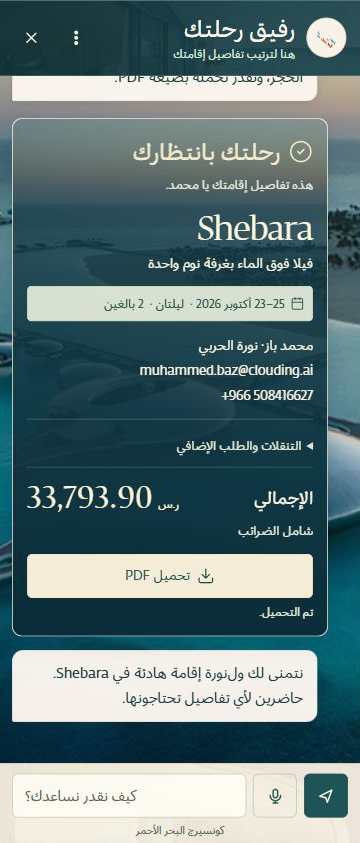 رفيق رحلتك
هنا لترتيب تفاصيل إقامتك
الحجز، وتقدر تحمله بصيغة PDF.
رحلتك بانتظارك
هذه تفاصيل إقامتك يا محمد.
Shebara
فيلا فوق الماء بغرفة نوم واحدة
23–25 أكتوبر 2026 · ليلتان · 2 بالغين
محمد باز· نورة الحربي
muhammed.baz@clouding.ai
+966 508416627
التنقلات والطلب الإضافي
الإجمالي 33,793.90 ر.س
شامل الضرائب
تحميل PDF
تم التحميل.
نتمنى لك ولنورة إقامة هادئة في Shebara.
حاضرين لأي تفاصيل تحتاجونها.
كيف نقدر نساعدك؟
كونسيرج البحر الأحمر